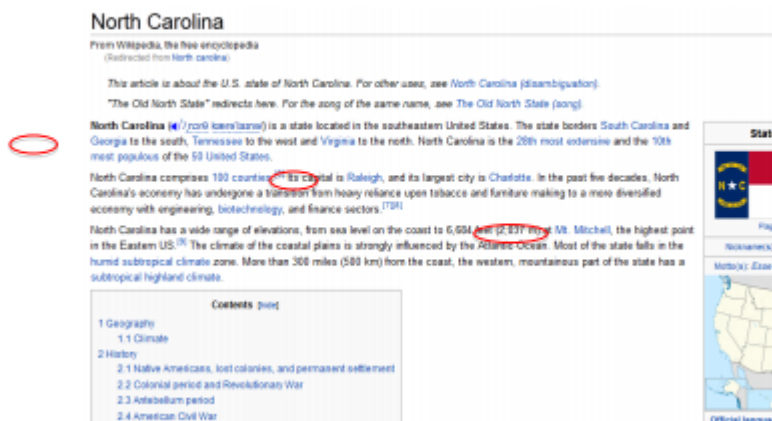 North Carolina
From Wikipedia, the free encyclopedia
(Redirected from North carolina)
This article is about the U.S. state of North Carolina. For other uses, see North Carolina (disambiguation).
"The Old North State" redirects here. For the song of the same name, see The Old North State (song).
North Carolina is a state located in the southeastern United States. The state borders South Carolina and
Georgia to the south, Tennessee to the west and Virginia to the north. North Carolina is the 28th most extensive and the 10th
most populous of the 50 United States.
North Carolina comprises 100 counties. Its capital is Raleigh, and its largest city is Charlotte. In the past five decades, North
Carolina's economy has undergone a transition from heavy reliance upon tobacco and furniture making to a more diversified
economy with engineering, biotechnology, and finance sectors.[7][8]
North Carolina has a wide range of elevations, from sea level on the coast to 6,684 feet (2,037 m) at Mt. Mitchell, the highest point
in the Eastern US.[9] The climate of the coastal plains is strongly influenced by the Atlantic Ocean. Most of the state falls in the
humid subtropical climate zone. More than 300 miles (500 km) from the coast, the western, mountainous part of the state has a
subtropical highland climate.
Contents [hide]
1 Geography
1.1 Climate
2 History
2.1 Native Americans, lost colonies, and permanent settlement
2.2 Colonial period and Revolutionary War
2.3 Antebellum period
2.4 American Civil War
Stat
N★C
Flag
Nickname(s)
Motto(s): Esse
Official language